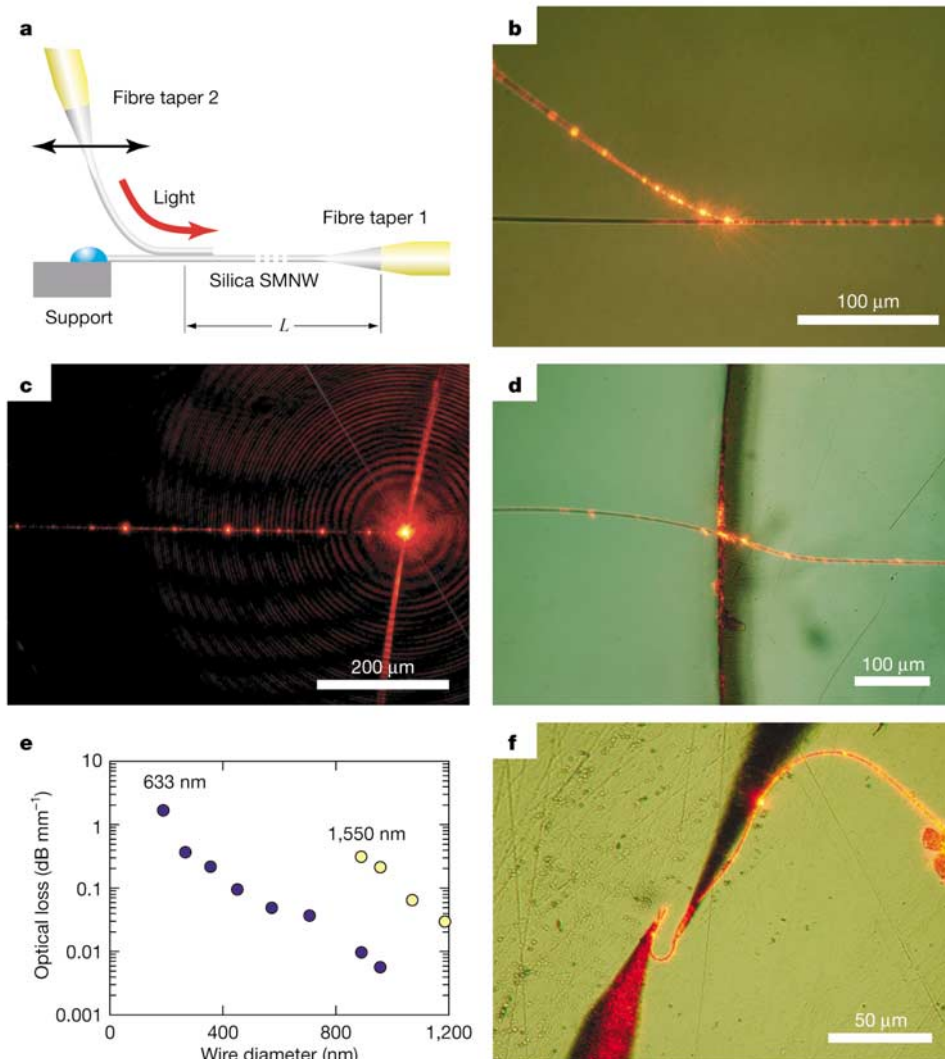 a
Fibre taper 2
Light
Fibre taper 1
Silica SMNW
Support
L
b
100 μm
c
200 μm
d
100 μm
e
10
1
0.1
0.01
0.001
Optical loss (dB mm⁻¹)
633 nm
1,550 nm
0
400
800
1,200
Wire diameter (nm)
f
50 μm